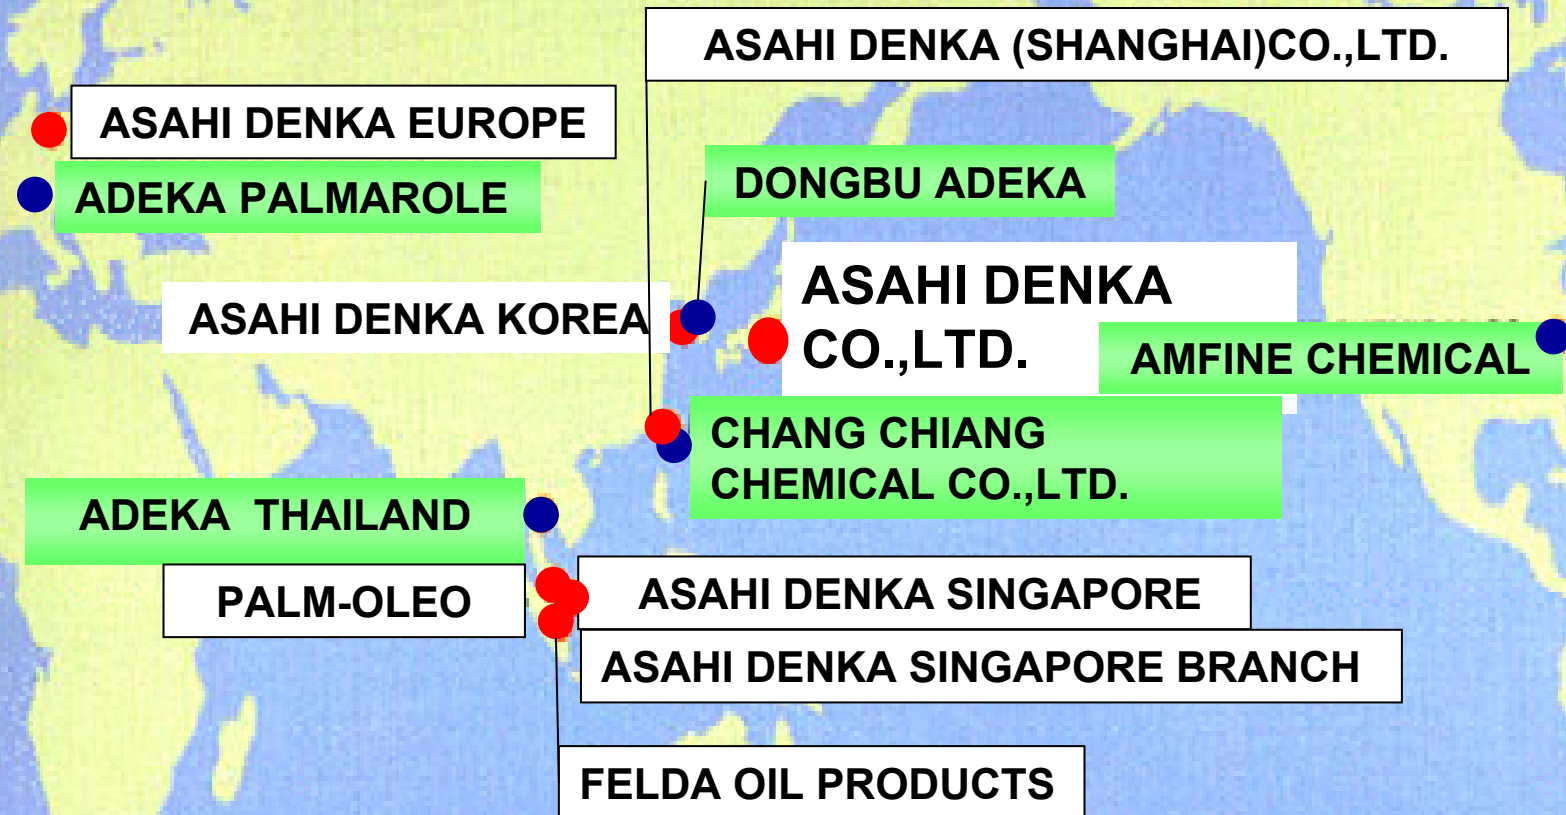 ASAHI DENKA (SHANGHAI)CO.,LTD.
ASAHI DENKA EUROPE
ADEKA PALMAROLE
DONGBU ADEKA
ASAHI DENKA KOREA
ASAHI DENKA
CO.,LTD.
AMFINE CHEMICAL
CHANG CHIANG
CHEMICAL CO.,LTD.
ADEKA THAILAND
PALM-OLEO
ASAHI DENKA SINGAPORE
ASAHI DENKA SINGAPORE BRANCH
FELDA OIL PRODUCTS